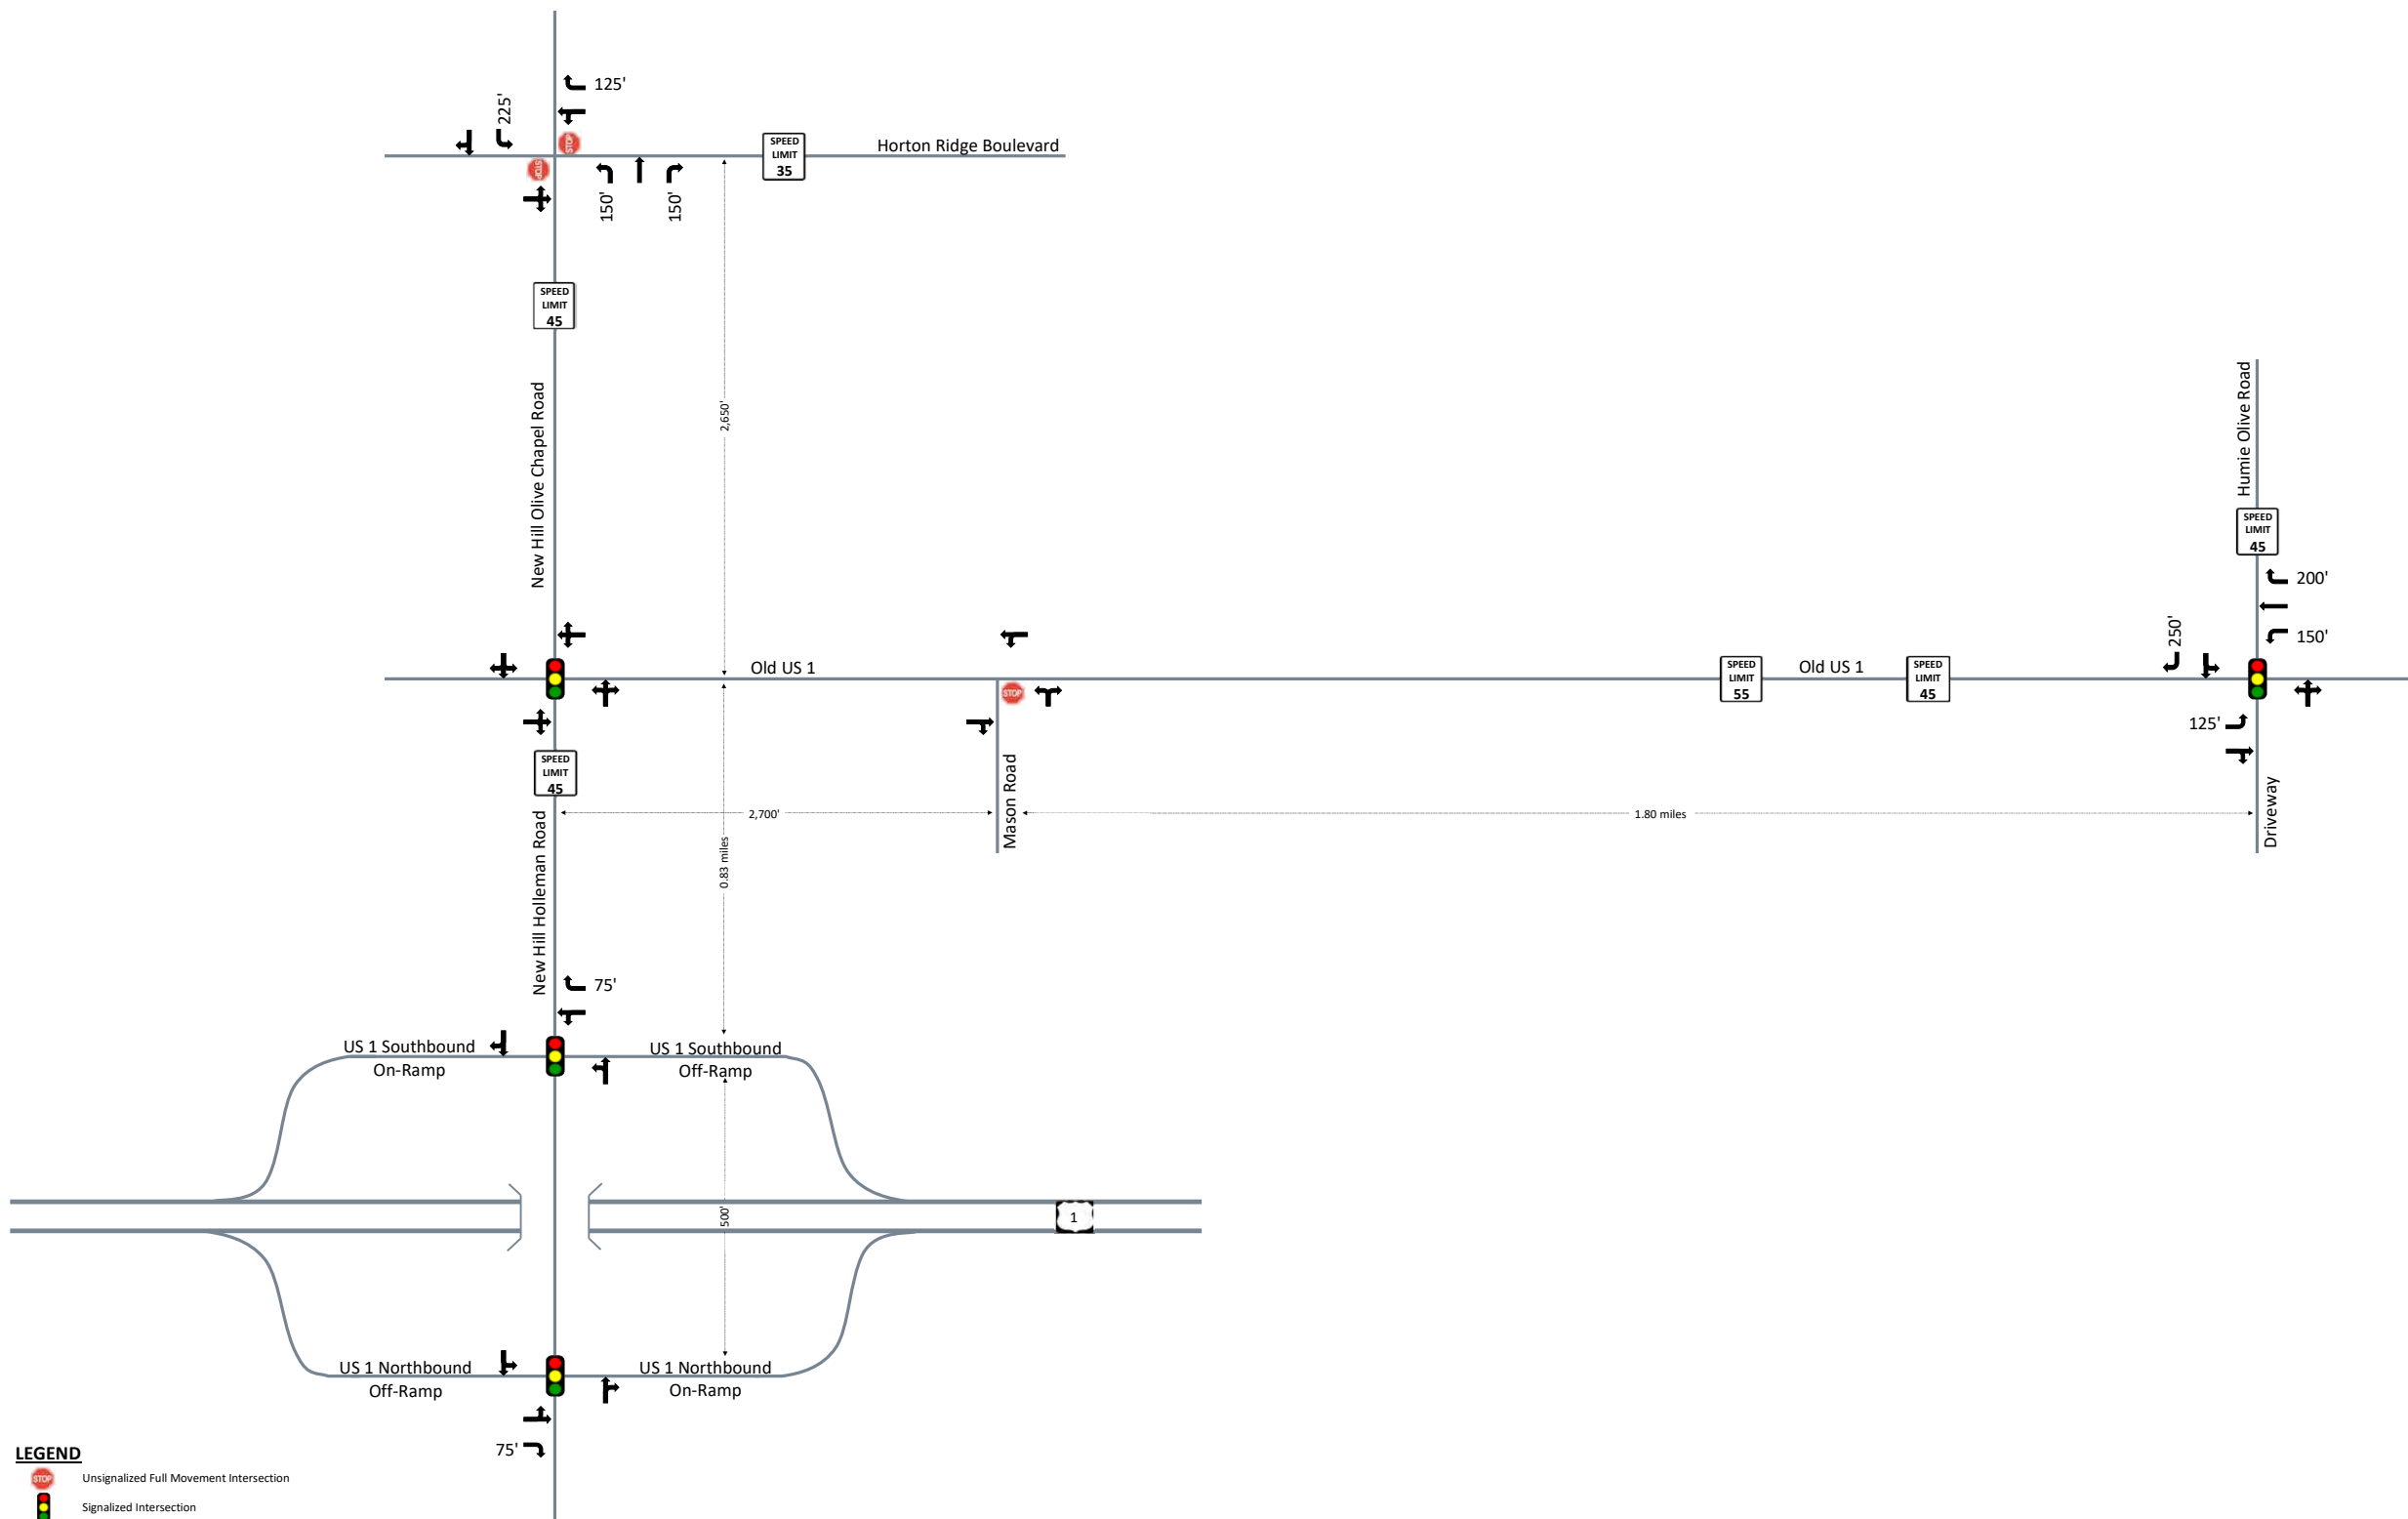 125'
225'
STOP
Horton Ridge Boulevard
SPEED
LIMIT
35
STOP
150'
150'
SPEED
LIMIT
45
New Hill Olive Chapel Road
2,650'
Humie Olive Road
SPEED
LIMIT
45
200'
250'
150'
Old US 1
SPEED
LIMIT
55
Old US 1
SPEED
LIMIT
45
STOP
125'
SPEED
LIMIT
45
Mason Road
Driveway
2,700'
1.80 miles
0.83 miles
New Hill Holleman Road
75'
US 1 Southbound
On-Ramp
US 1 Southbound
Off-Ramp
500'
1
US 1 Northbound
Off-Ramp
US 1 Northbound
On-Ramp
75'
LEGEND
STOP
Unsignalized Full Movement Intersection
Signalized Intersection